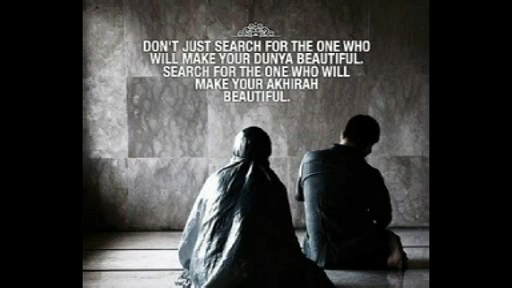 DON'T JUST SEARCH FOR THE ONE WHO
WILL MAKE YOUR DUNYA BEAUTIFUL.
SEARCH FOR THE ONE WHO WILL
MAKE YOUR AKHIRAH
BEAUTIFUL.